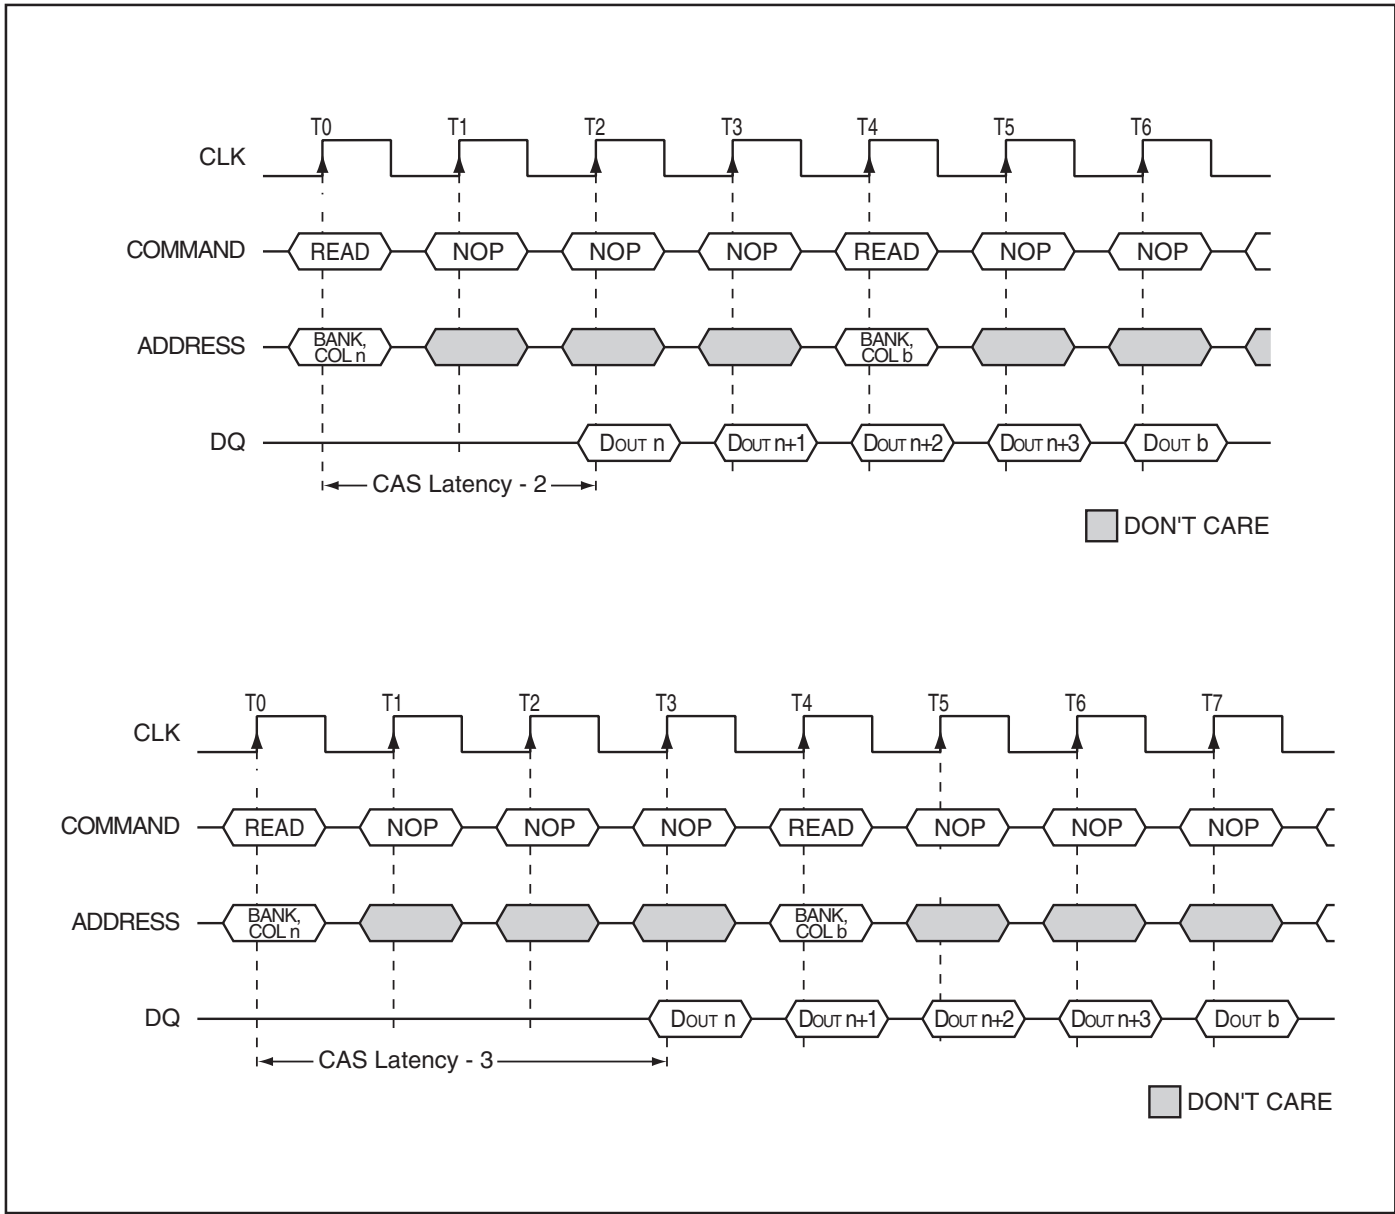 T0 T1 T2 T3 T4 T5 T6
CLK
COMMAND READ NOP NOP NOP READ NOP NOP
ADDRESS BANK, COL n BANK, COL b
DQ DOUT n DOUT n+1 DOUT n+2 DOUT n+3 DOUT b
CAS Latency - 2
DON'T CARE
T0 T1 T2 T3 T4 T5 T6 T7
CLK
COMMAND READ NOP NOP NOP READ NOP NOP NOP
ADDRESS BANK, COL n BANK, COL b
DQ DOUT n DOUT n+1 DOUT n+2 DOUT n+3 DOUT b
CAS Latency - 3
DON'T CARE